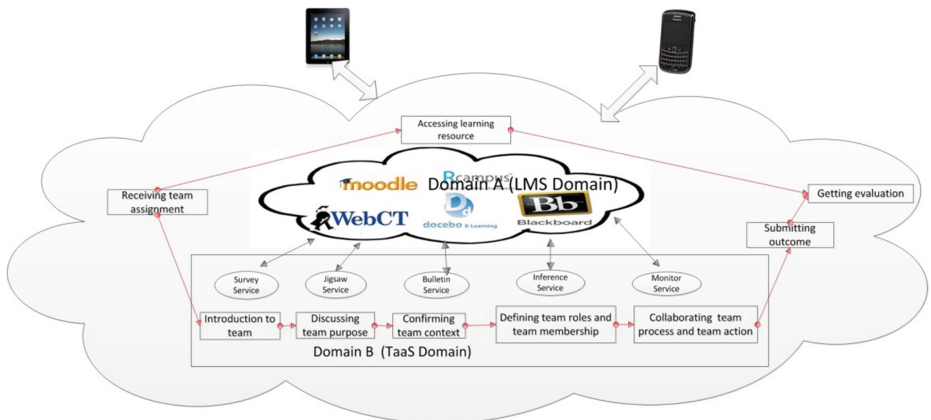 Accessing learning
resource
Receiving team
assignment
Getting evaluation
Submitting
outcome
Rcampus
moodle Domain A (LMS Domain)
WebCT
Dd
docebo E-Learning
Bb
Blackboard
Survey
Service
Jigsaw
Service
Bulletin
Service
Inference
Service
Monitor
Service
Introduction to
team
Discussing
team purpose
Confirming
team context
Defining team roles and
team membership
Collaborating team
process and team action
Domain B (TaaS Domain)